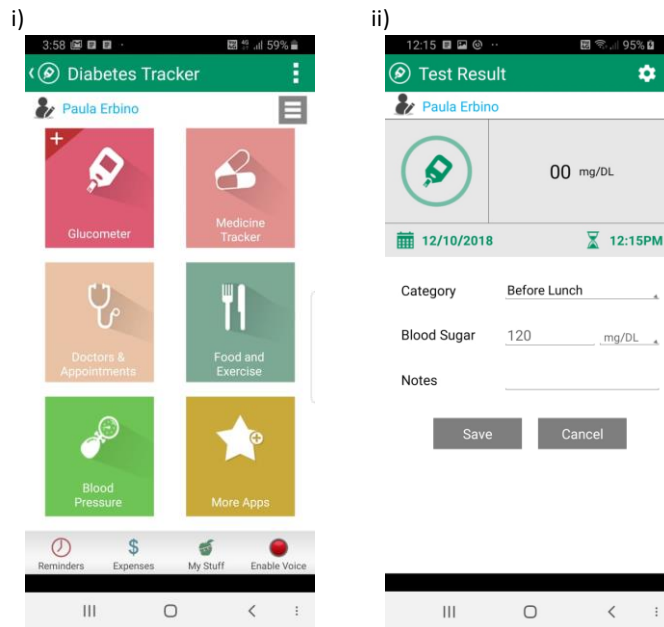 i)
3:58
59%
Diabetes Tracker
Paula Erbino
Glucometer
Medicine
Tracker
Doctors &
Appointments
Food and
Exercise
Blood
Pressure
More Apps
Reminders
$
Expenses
My Stuff
Enable Voice
ii)
12:15
95%
Test Result
Paula Erbino
00 mg/DL
12/10/2018
12:15PM
Category Before Lunch
Blood Sugar 120 mg/DL
Notes
Save Cancel